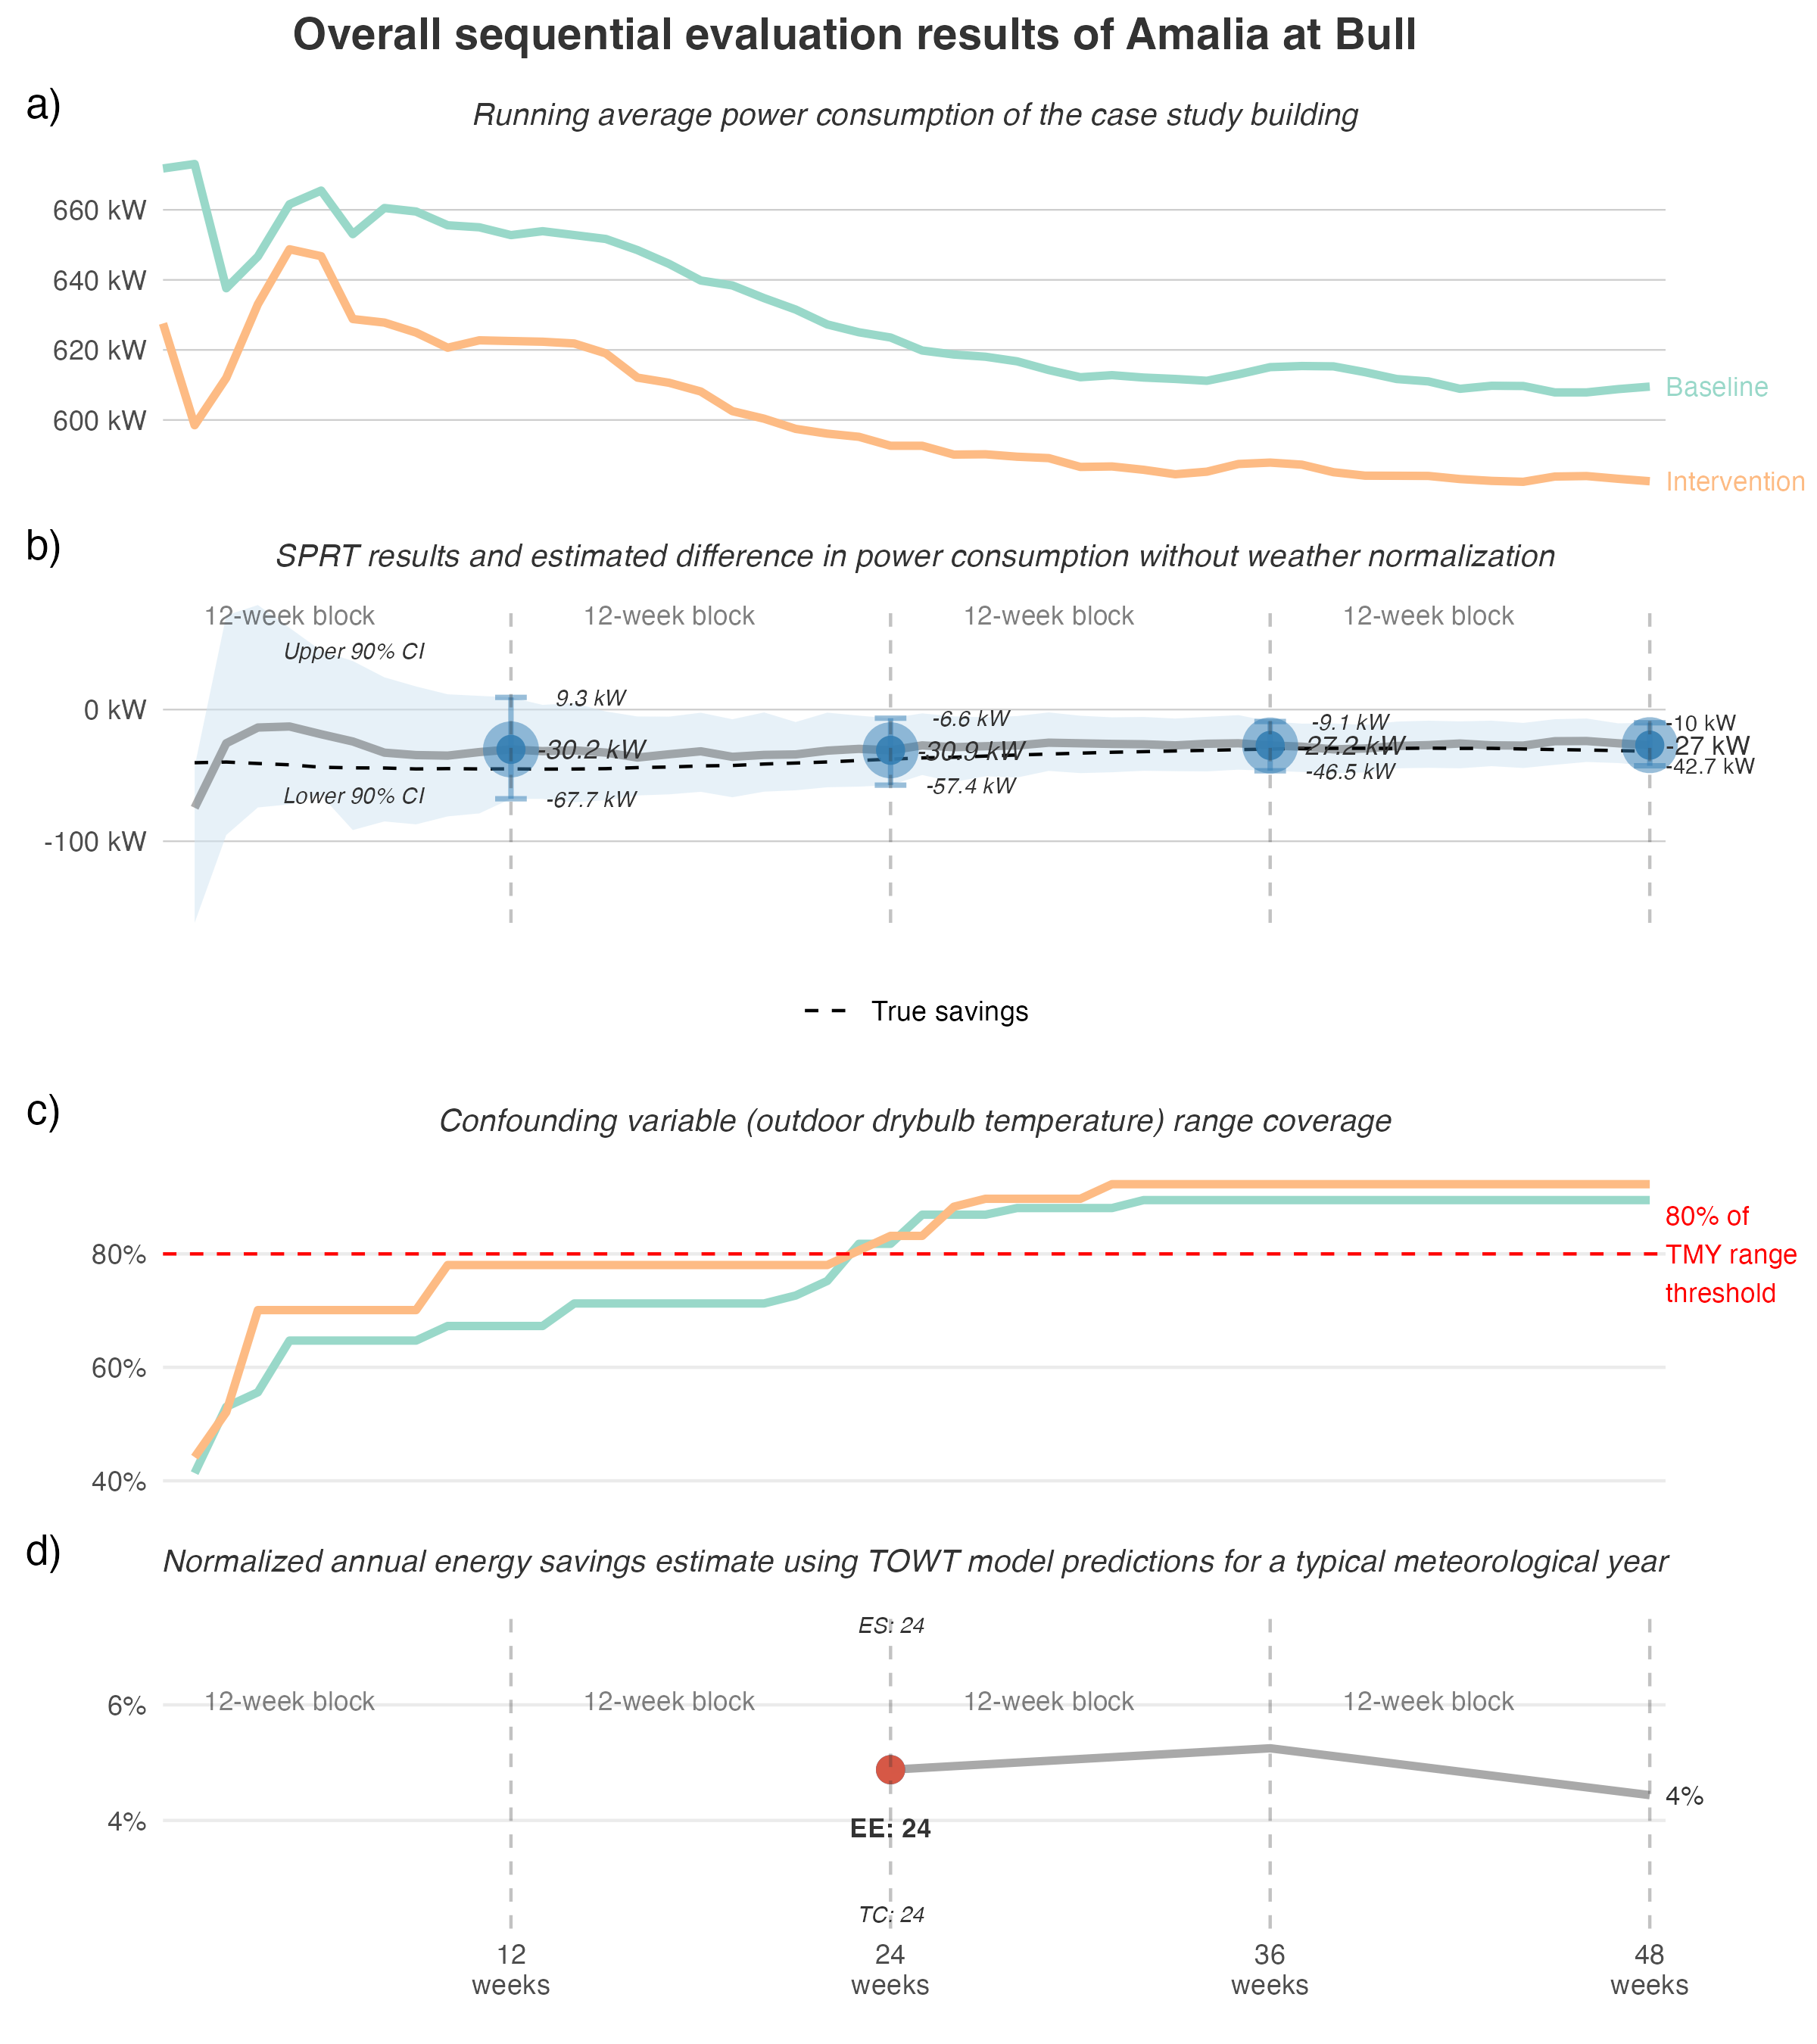 Overall sequential evaluation results of Amalia at Bull
a)
Running average power consumption of the case study building
660 kW
640 kW
620 kW
600 kW
Baseline
Intervention
b)
SPRT results and estimated difference in power consumption without weather normalization
12-week block
12-week block
12-week block
12-week block
Upper 90% CI
9.3 kW
-6.6 kW
-9.1 kW
-10 kW
0 kW
-30.2 kW
-30.9 kW
-27.2 kW
-27 kW
Lower 90% CI
-67.7 kW
-57.4 kW
-46.5 kW
-42.7 kW
-100 kW
True savings
c)
Confounding variable (outdoor drybulb temperature) range coverage
80%
60%
40%
80% of
TMY range
threshold
d)
Normalized annual energy savings estimate using TOWT model predictions for a typical meteorological year
ES: 24
12-week block
12-week block
12-week block
12-week block
6%
4%
4%
EE: 24
TC: 24
12
weeks
24
weeks
36
weeks
48
weeks